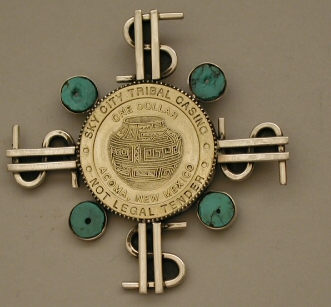 SKY CITY TRIBAL CASINO
ONE DOLLAR
ACOMA, NEW MEXICO
NOT LEGAL TENDER